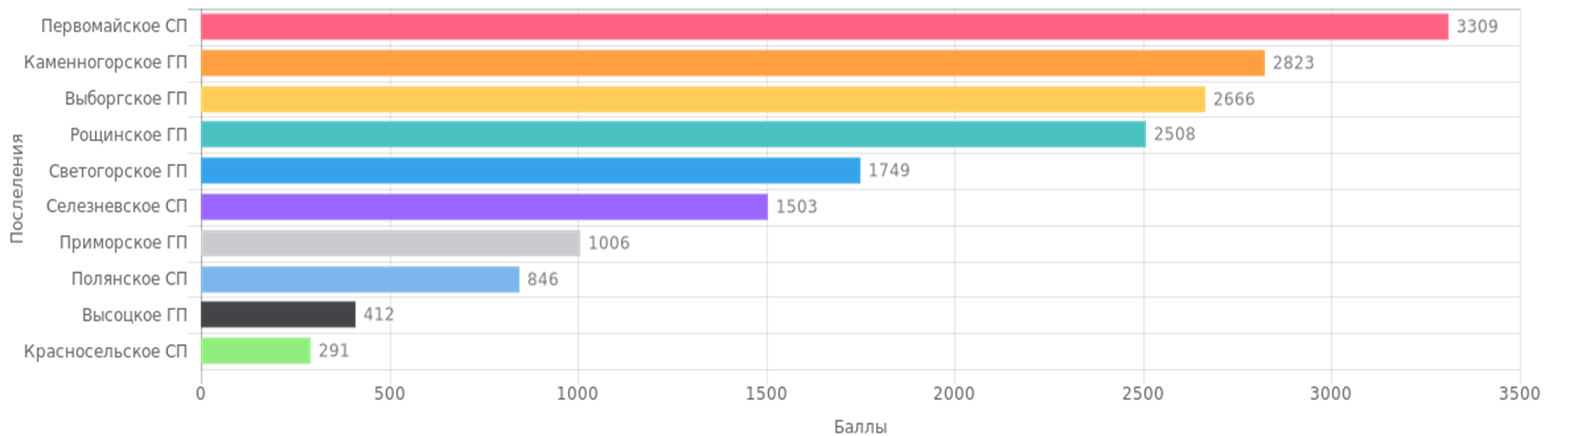 Первомайское СП
3309
Каменногорское ГП
2823
Выборгское ГП
2666
Рощинское ГП
2508
Светогорское ГП
1749
Селезневское СП
1503
Приморское ГП
1006
Полянское СП
846
Высоцкое ГП
412
Красносельское СП
291
Послеления
0 500 1000 1500 2000 2500 3000 3500
Баллы